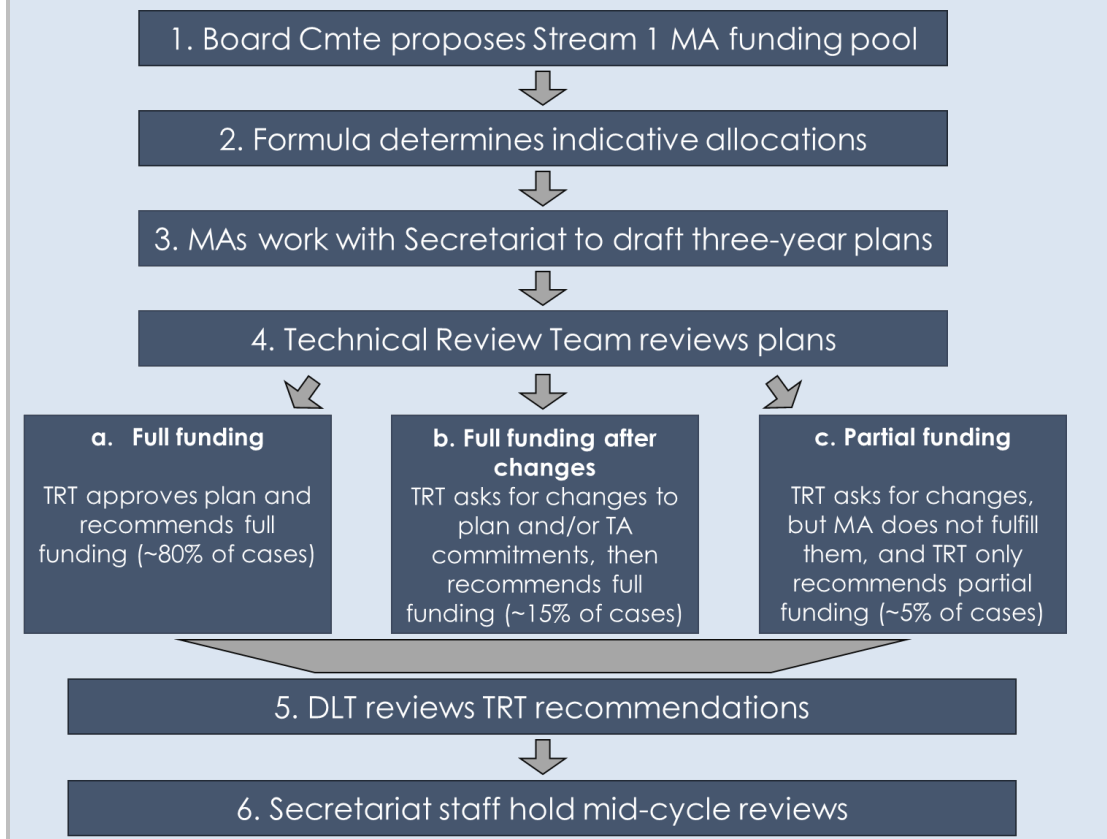 1. Board Cmte proposes Stream 1 MA funding pool
2. Formula determines indicative allocations
3. MAs work with Secretariat to draft three-year plans
4. Technical Review Team reviews plans
a. Full funding
TRT approves plan and
recommends full
funding (~80% of cases)
b. Full funding after
changes
TRT asks for changes to
plan and/or TA
commitments, then
recommends full
funding (~15% of cases)
c. Partial funding
TRT asks for changes,
but MA does not fulfill
them, and TRT only
recommends partial
funding (~5% of cases)
5. DLT reviews TRT recommendations
6. Secretariat staff hold mid-cycle reviews